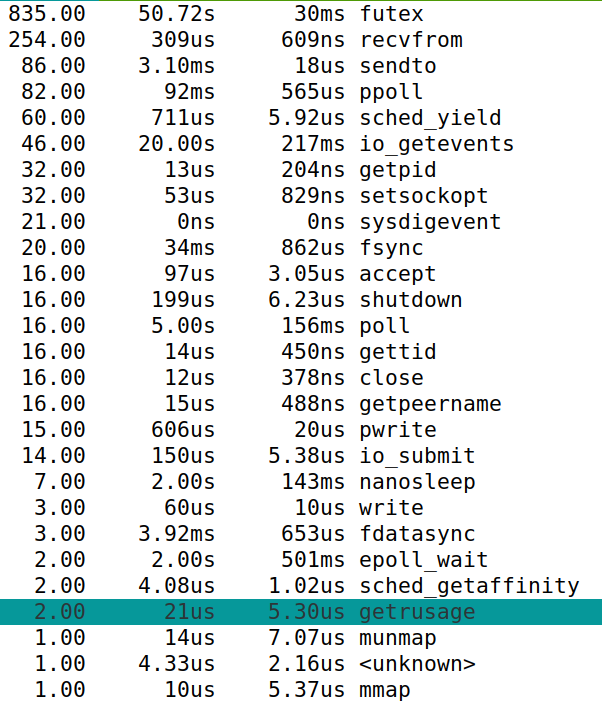 835.00 50.72s 30ms futex
254.00 309us 609ns recvfrom
86.00 3.10ms 18us sendto
82.00 92ms 565us ppoll
60.00 711us 5.92us sched_yield
46.00 20.00s 217ms io_getevents
32.00 13us 204ns getpid
32.00 53us 829ns setsockopt
21.00 0ns 0ns sysdigevent
20.00 34ms 862us fsync
16.00 97us 3.05us accept
16.00 199us 6.23us shutdown
16.00 5.00s 156ms poll
16.00 14us 450ns gettid
16.00 12us 378ns close
16.00 15us 488ns getpeername
15.00 606us 20us pwrite
14.00 150us 5.38us io_submit
7.00 2.00s 143ms nanosleep
3.00 60us 10us write
3.00 3.92ms 653us fdatasync
2.00 2.00s 501ms epoll_wait
2.00 4.08us 1.02us sched_getaffinity
2.00 21us 5.30us getrusage
1.00 14us 7.07us munmap
1.00 4.33us 2.16us <unknown>
1.00 10us 5.37us mmap